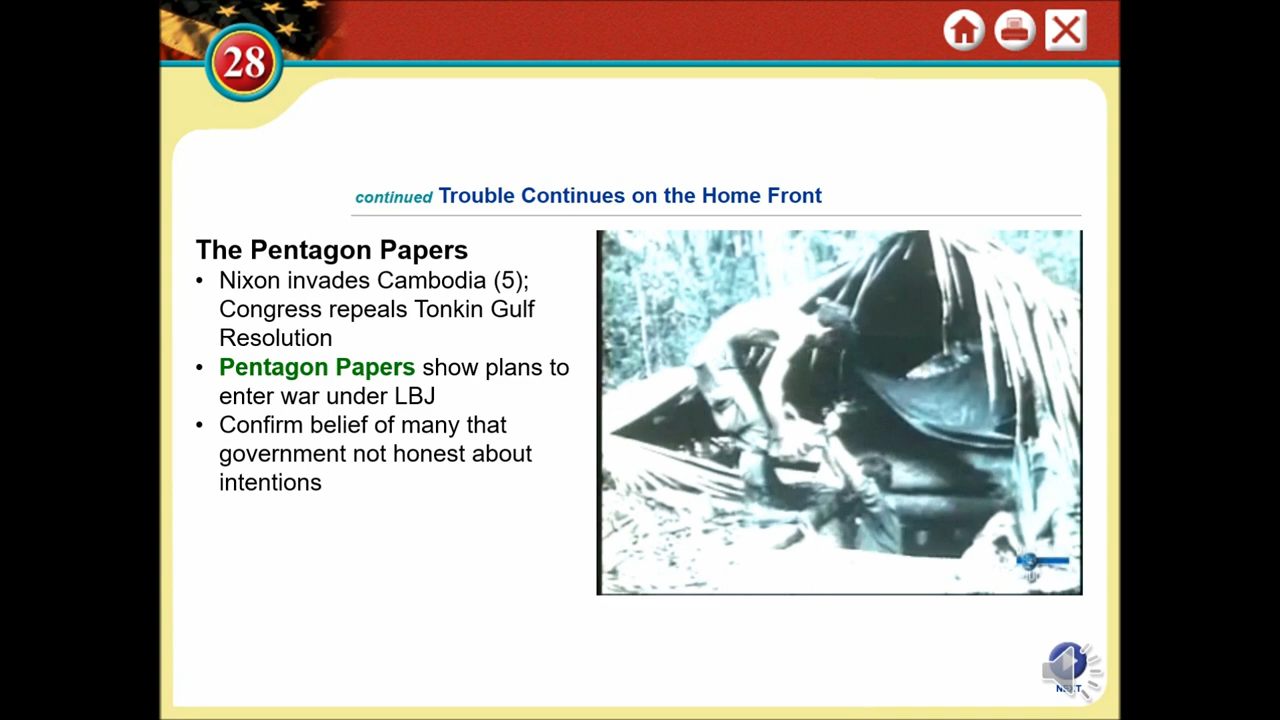 28
continued Trouble Continues on the Home Front
The Pentagon Papers
• Nixon invades Cambodia (5);
Congress repeals Tonkin Gulf
Resolution
• Pentagon Papers show plans to
enter war under LBJ
• Confirm belief of many that
government not honest about
intentions